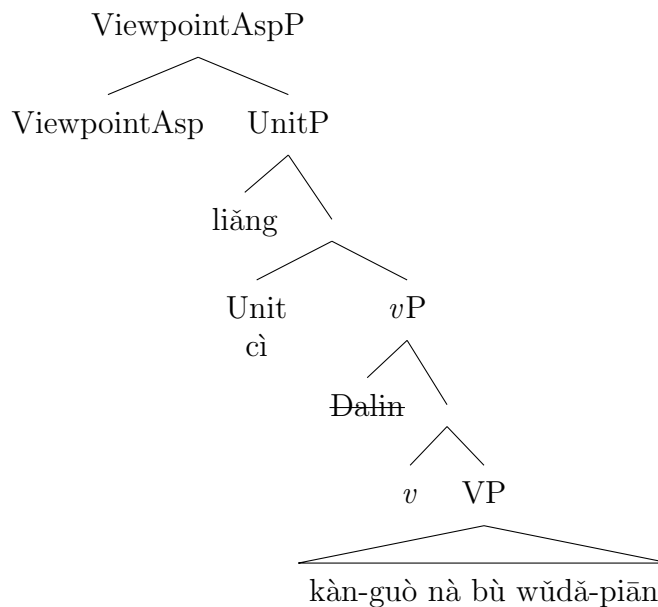 ViewpointAspP
ViewpointAsp UnitP
liǎng
Unit vP
cì
Dalin
v VP
kàn-guò nà bù wǔdǎ-piān